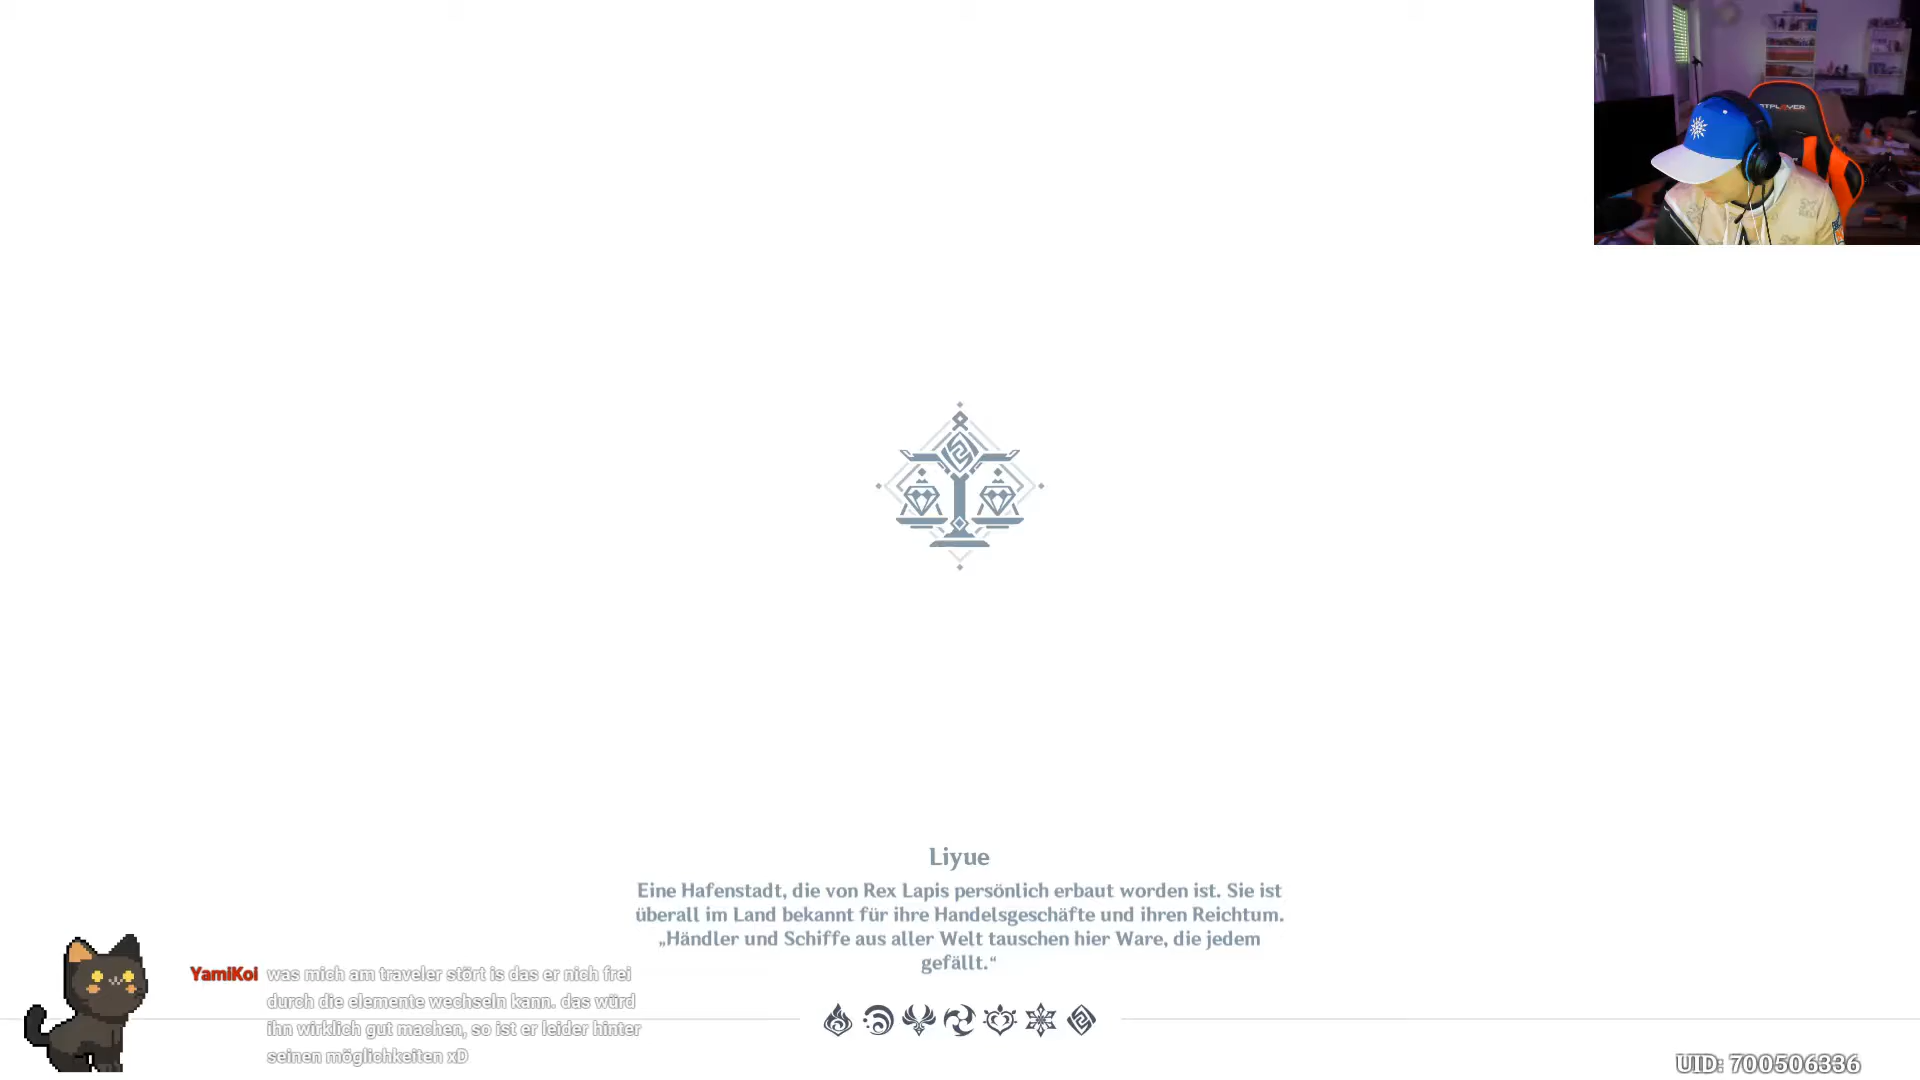 Liyue
Eine Hafenstadt, die von Rex Lapis persönlich erbaut worden ist. Sie ist
überall im Land bekannt für ihre Handelsgeschäfte und ihren Reichtum.
„Händler und Schiffe aus aller Welt tauschen hier Ware, die jedem
gefällt.“
YamiKoi was mich am traveler stört is das er nich frei
durch die elemente wechseln kann. das würd
ihn wirklich gut machen, so ist er leider hinter
seinen möglichkeiten xD
UID: 700506336